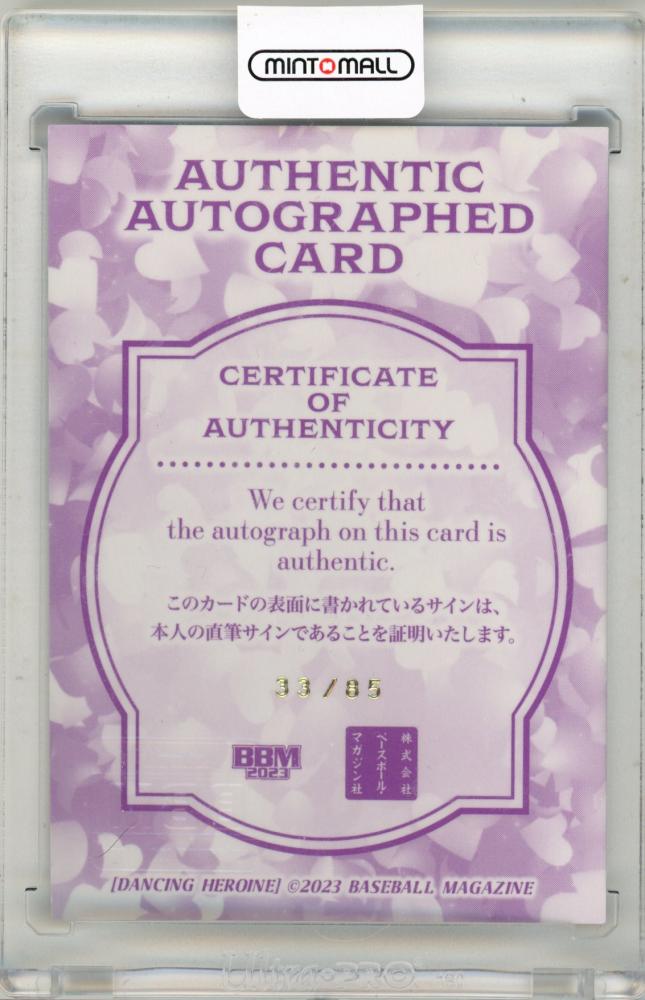 MINT MALL
AUTHENTIC
AUTOGRAPHED
CARD
CERTIFICATE
OF
AUTHENTICITY
We certify that
the autograph on this card is
authentic.
このカードの表面に書かれているサインは、
本人の直筆サインであることを証明いたします。
33/85
BBM
2023
株式会社
ベースボール・
マガジン社
[DANCING HEROINE] ©2023 BASEBALL MAGAZINE
Ultra PRO®